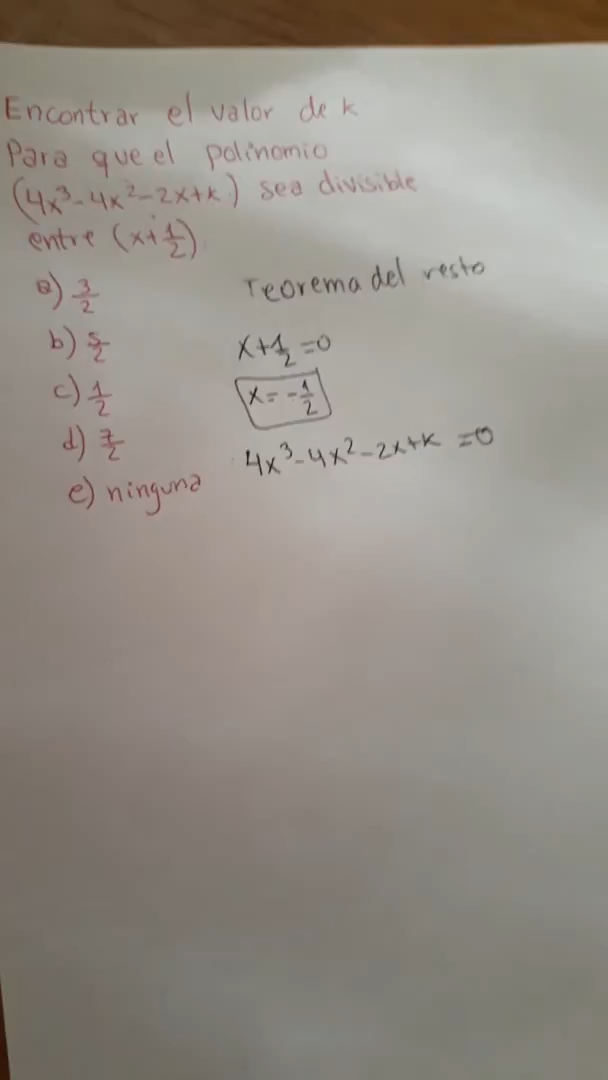 Encontrar el valor de k
Para que el polinomio
(4x³-4x²-2x+k) sea divisible
entre (x+1/2)
a) 3/2
Teorema del resto
b) 5/2
x+1/2=0
c) 1/2
x=-1/2
d) 7/2
4x³-4x²-2x+k=0
e) ninguna